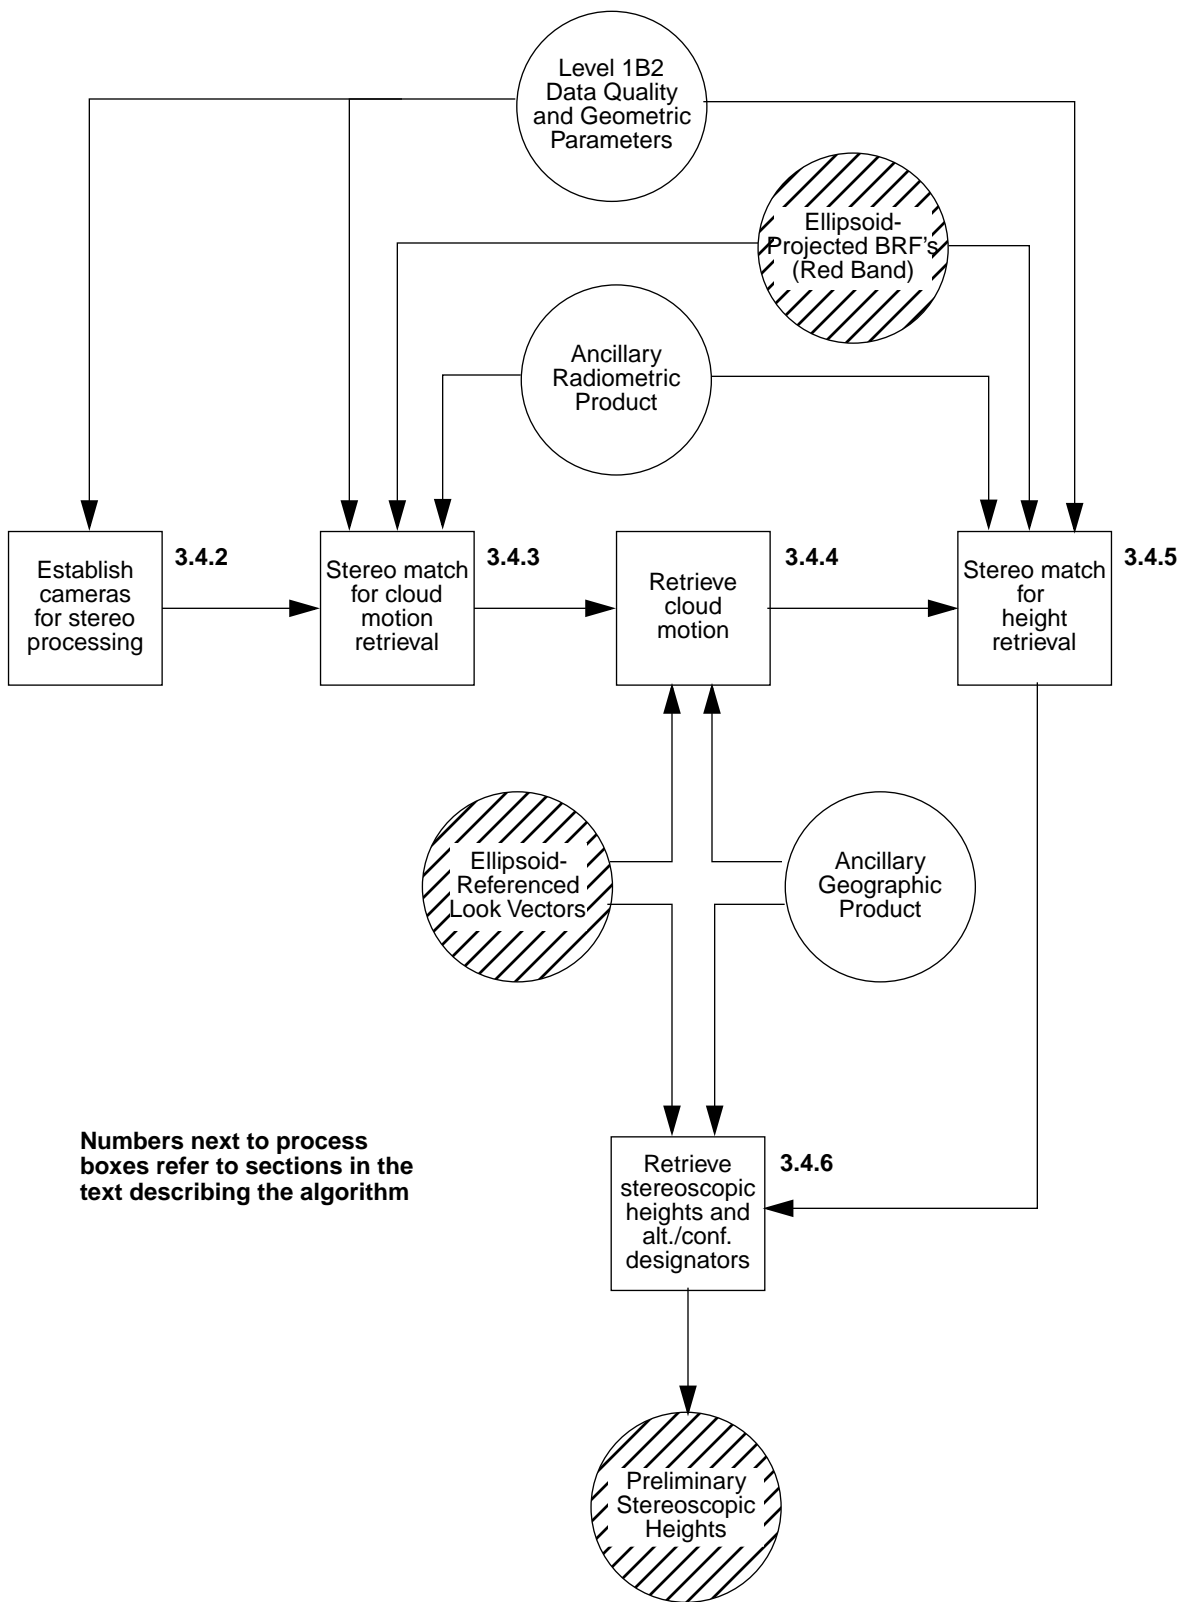 Level 1B2
Data Quality
and Geometric
Parameters
Ellipsoid-
Projected BRF's
(Red Band)
Ancillary
Radiometric
Product
Establish
cameras
for stereo
processing
3.4.2
Stereo match
for cloud
motion
retrieval
3.4.3
Retrieve
cloud
motion
3.4.4
Stereo match
for
height
retrieval
3.4.5
Ellipsoid-
Referenced
Look Vectors
Ancillary
Geographic
Product
Numbers next to process
boxes refer to sections in the
text describing the algorithm
Retrieve
stereoscopic
heights and
alt./conf.
designators
3.4.6
Preliminary
Stereoscopic
Heights